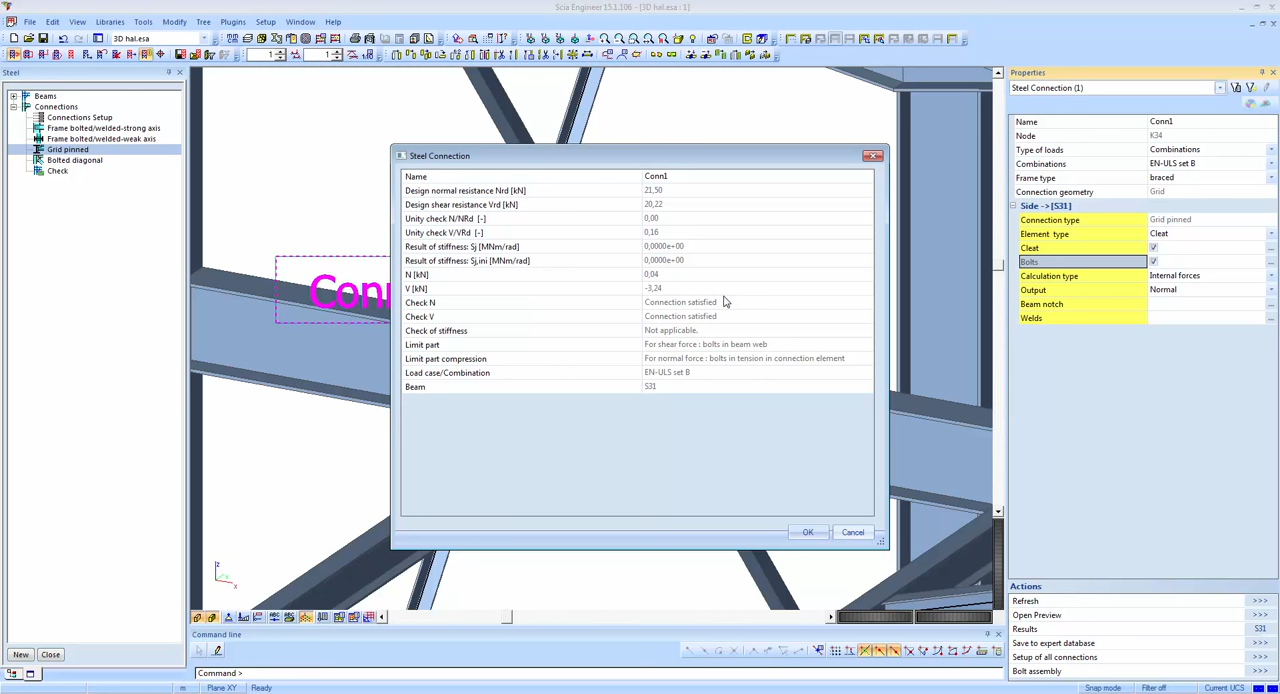 Scia Engineer 15.1.106 - [3D hal.esa : 1]
File Edit View Libraries Tools Modify Tree Plugins Setup Window Help
3D hal.esa
1 1
Steel
Beams
Connections
Connections Setup
Frame bolted/welded-strong axis
Frame bolted/welded-weak axis
Grid pinned
Bolted diagonal
Check
New Close
Conn
Steel Connection
Name Conn1
Design normal resistance Nrd [kN] 21,50
Design shear resistance Vrd [kN] 20,22
Unity check N/NRd [-] 0,00
Unity check V/VRd [-] 0,16
Result of stiffness: Sj [MNm/rad] 0,0000e+00
Result of stiffness: Sj,ini [MNm/rad] 0,0000e+00
N [kN] 0,04
V [kN] -3,24
Check N Connection satisfied
Check V Connection satisfied
Check of stiffness Not applicable.
Limit part For shear force : bolts in beam web
Limit part compression For normal force : bolts in tension in connection element
Load case/Combination EN-ULS set B
Beam S31
OK Cancel
z
x
Properties
Steel Connection (1)
Name Conn1
Node K34
Type of loads Combinations
Combinations EN-ULS set B
Frame type braced
Connection geometry Grid
Side ->[S31]
Connection type Grid pinned
Element type Cleat
Cleat
Bolts
Calculation type Internal forces
Output Normal
Beam notch ...
Welds ...
Actions
Refresh >>>
Open Preview >>>
Results S31
Save to expert database >>>
Setup of all connections >>>
Bolt assembly >>>
Command line
Command >
m Plane XY Ready Snap mode Filter off Current UCS